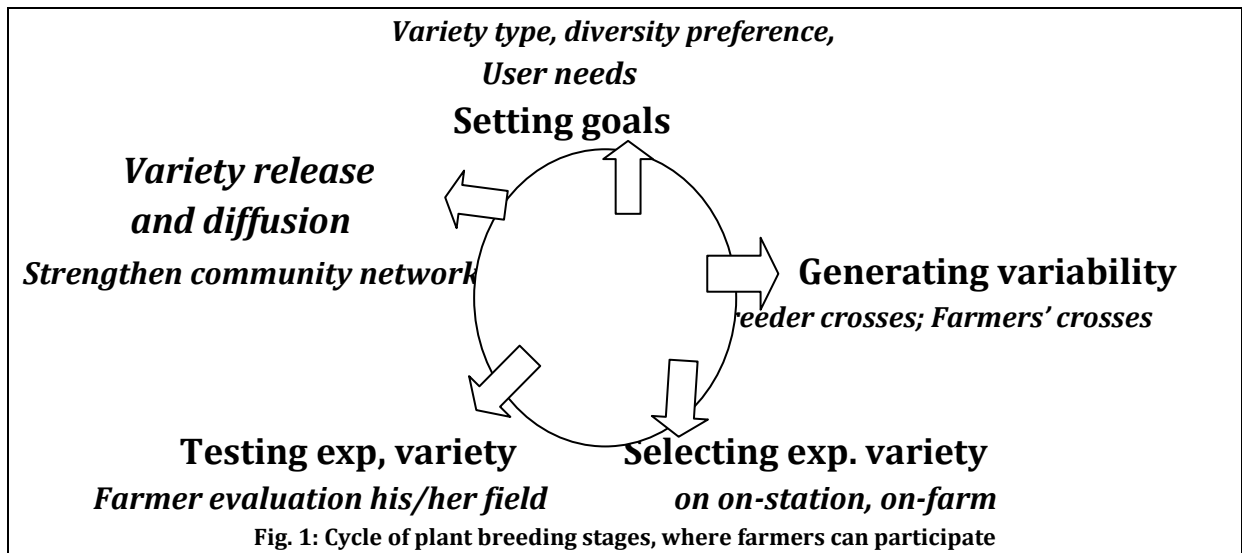 Variety type, diversity preference,
User needs
Setting goals
Variety release
and diffusion
Strengthen community network
Generating variability
reeder crosses; Farmers' crosses
Testing exp, variety
Farmer evaluation his/her field
Selecting exp. variety
on on-station, on-farm
Fig. 1: Cycle of plant breeding stages, where farmers can participate